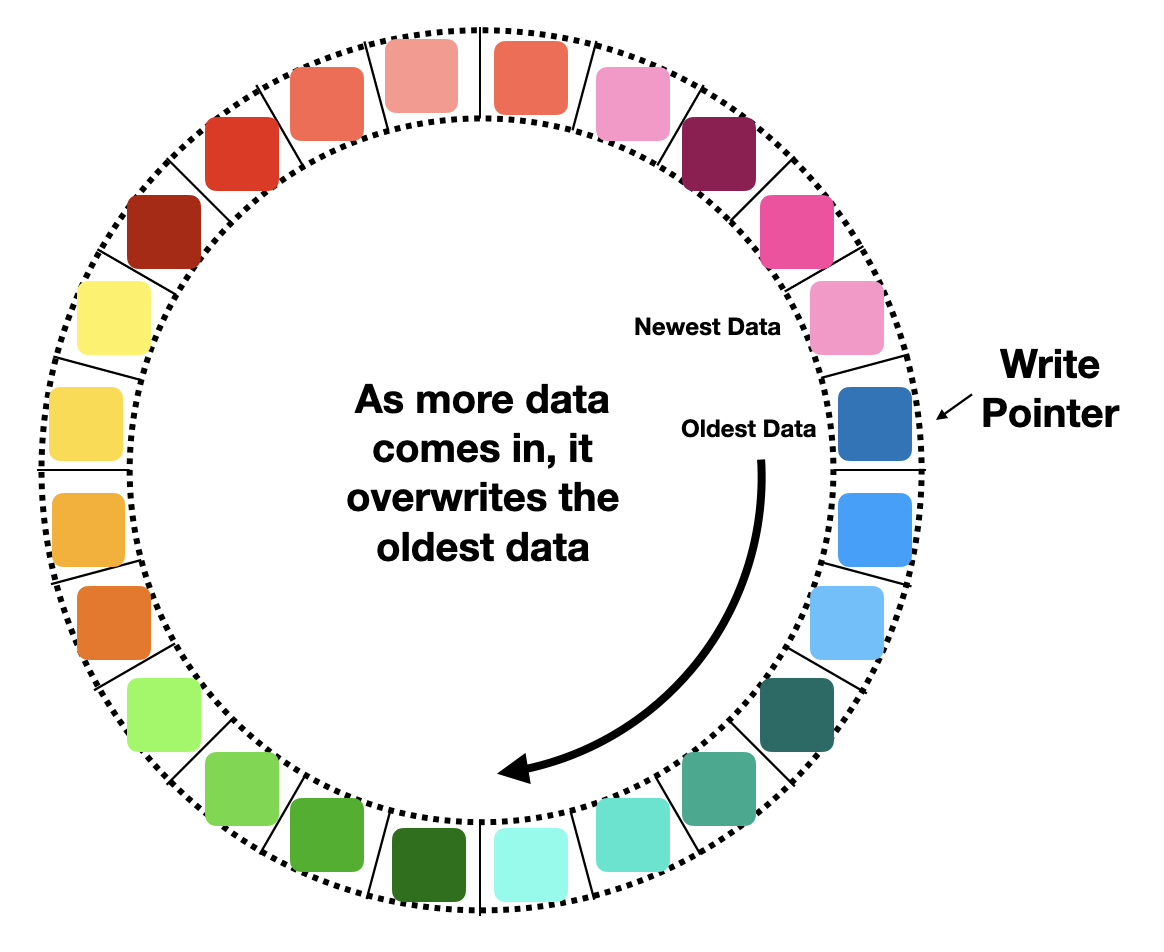 Newest Data
Write
Pointer
As more data
comes in, it
overwrites the
oldest data
Oldest Data